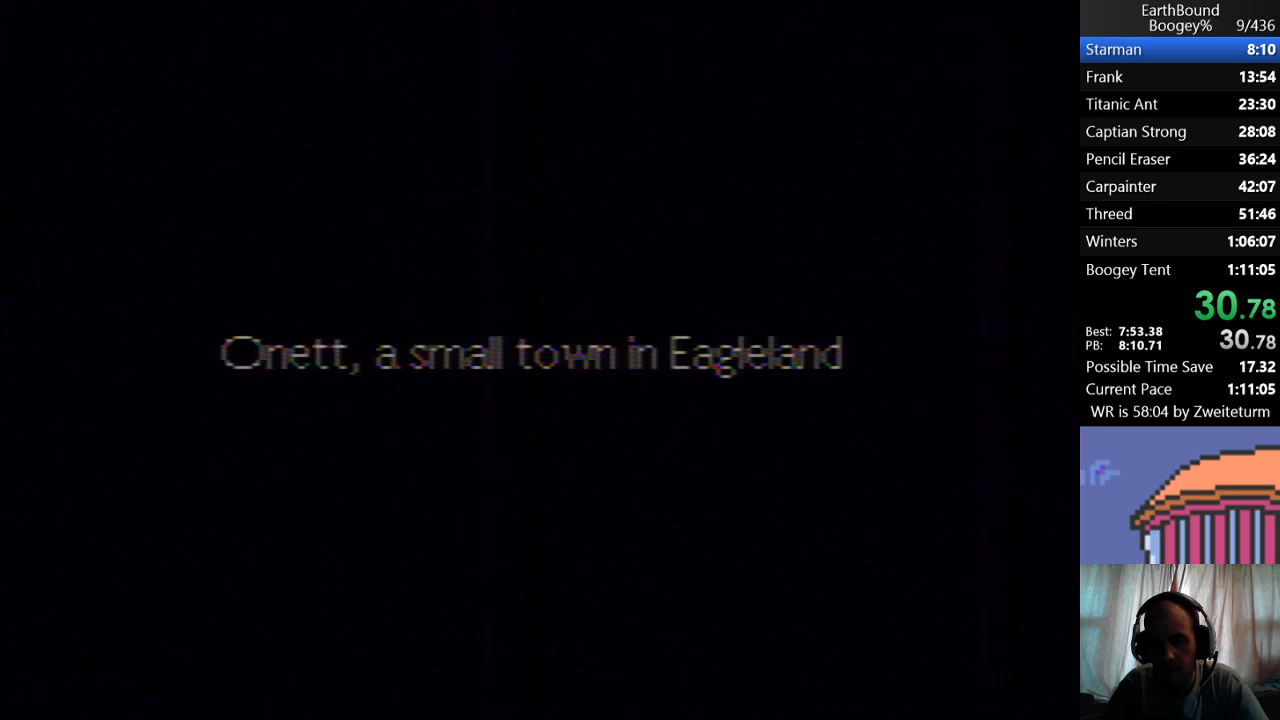 Onett, a small town in Eagleland
EarthBound
Boogey% 9/436
Starman 8:10
Frank 13:54
Titanic Ant 23:30
Captian Strong 28:08
Pencil Eraser 36:24
Carpainter 42:07
Threed 51:46
Winters 1:06:07
Boogey Tent 1:11:05
30.78
Best: 7:53.38
PB: 8:10.71 30.78
Possible Time Save 17.32
Current Pace 1:11:05
WR is 58:04 by Zweiteturm